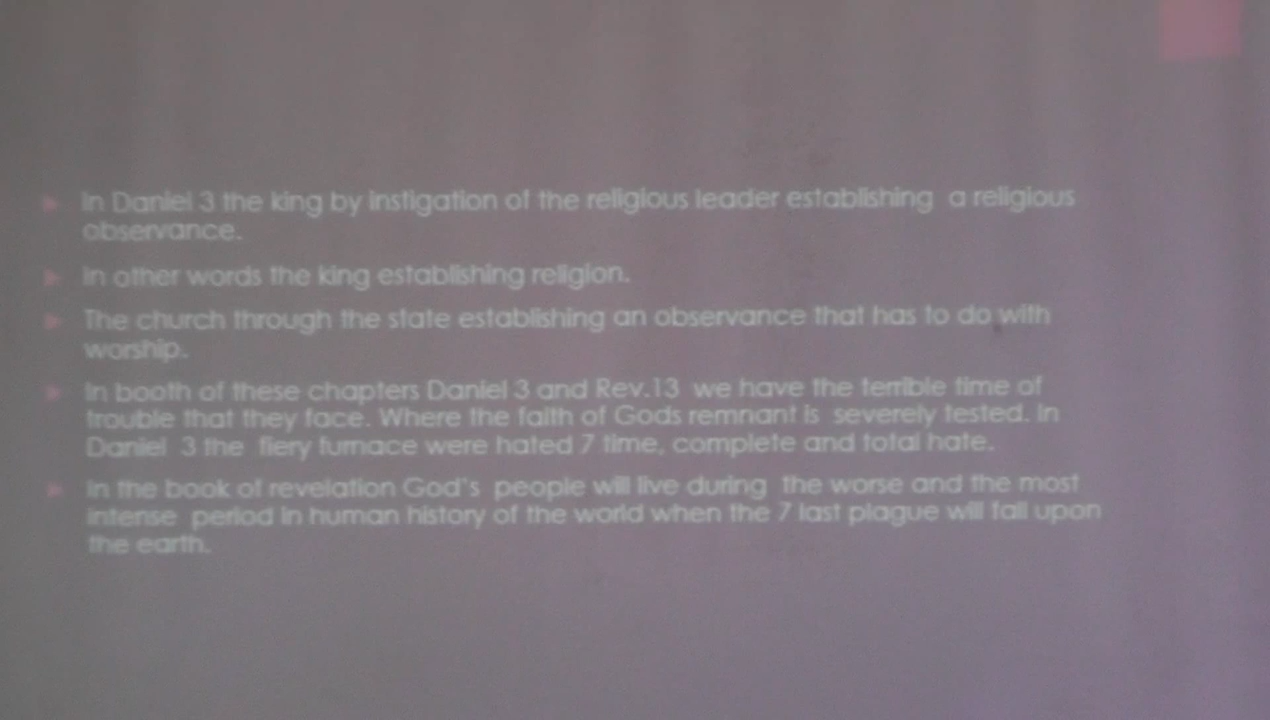 In Daniel 3 the king by instigation of the religious leader establishing a religious
observance.
In other words the king establishing religion.
The church through the state establishing an observance that has to do with
worship.
In booth of these chapters Daniel 3 and Rev.13 we have the terrible time of
trouble that they face. Where the faith of Gods remnant is severely tested. In
Daniel 3 the fiery furnace were hated 7 time, complete and total hate.
In the book of revelation God's people will live during the worse and the most
intense period in human history of the world when the 7 last plague will fall upon
the earth.